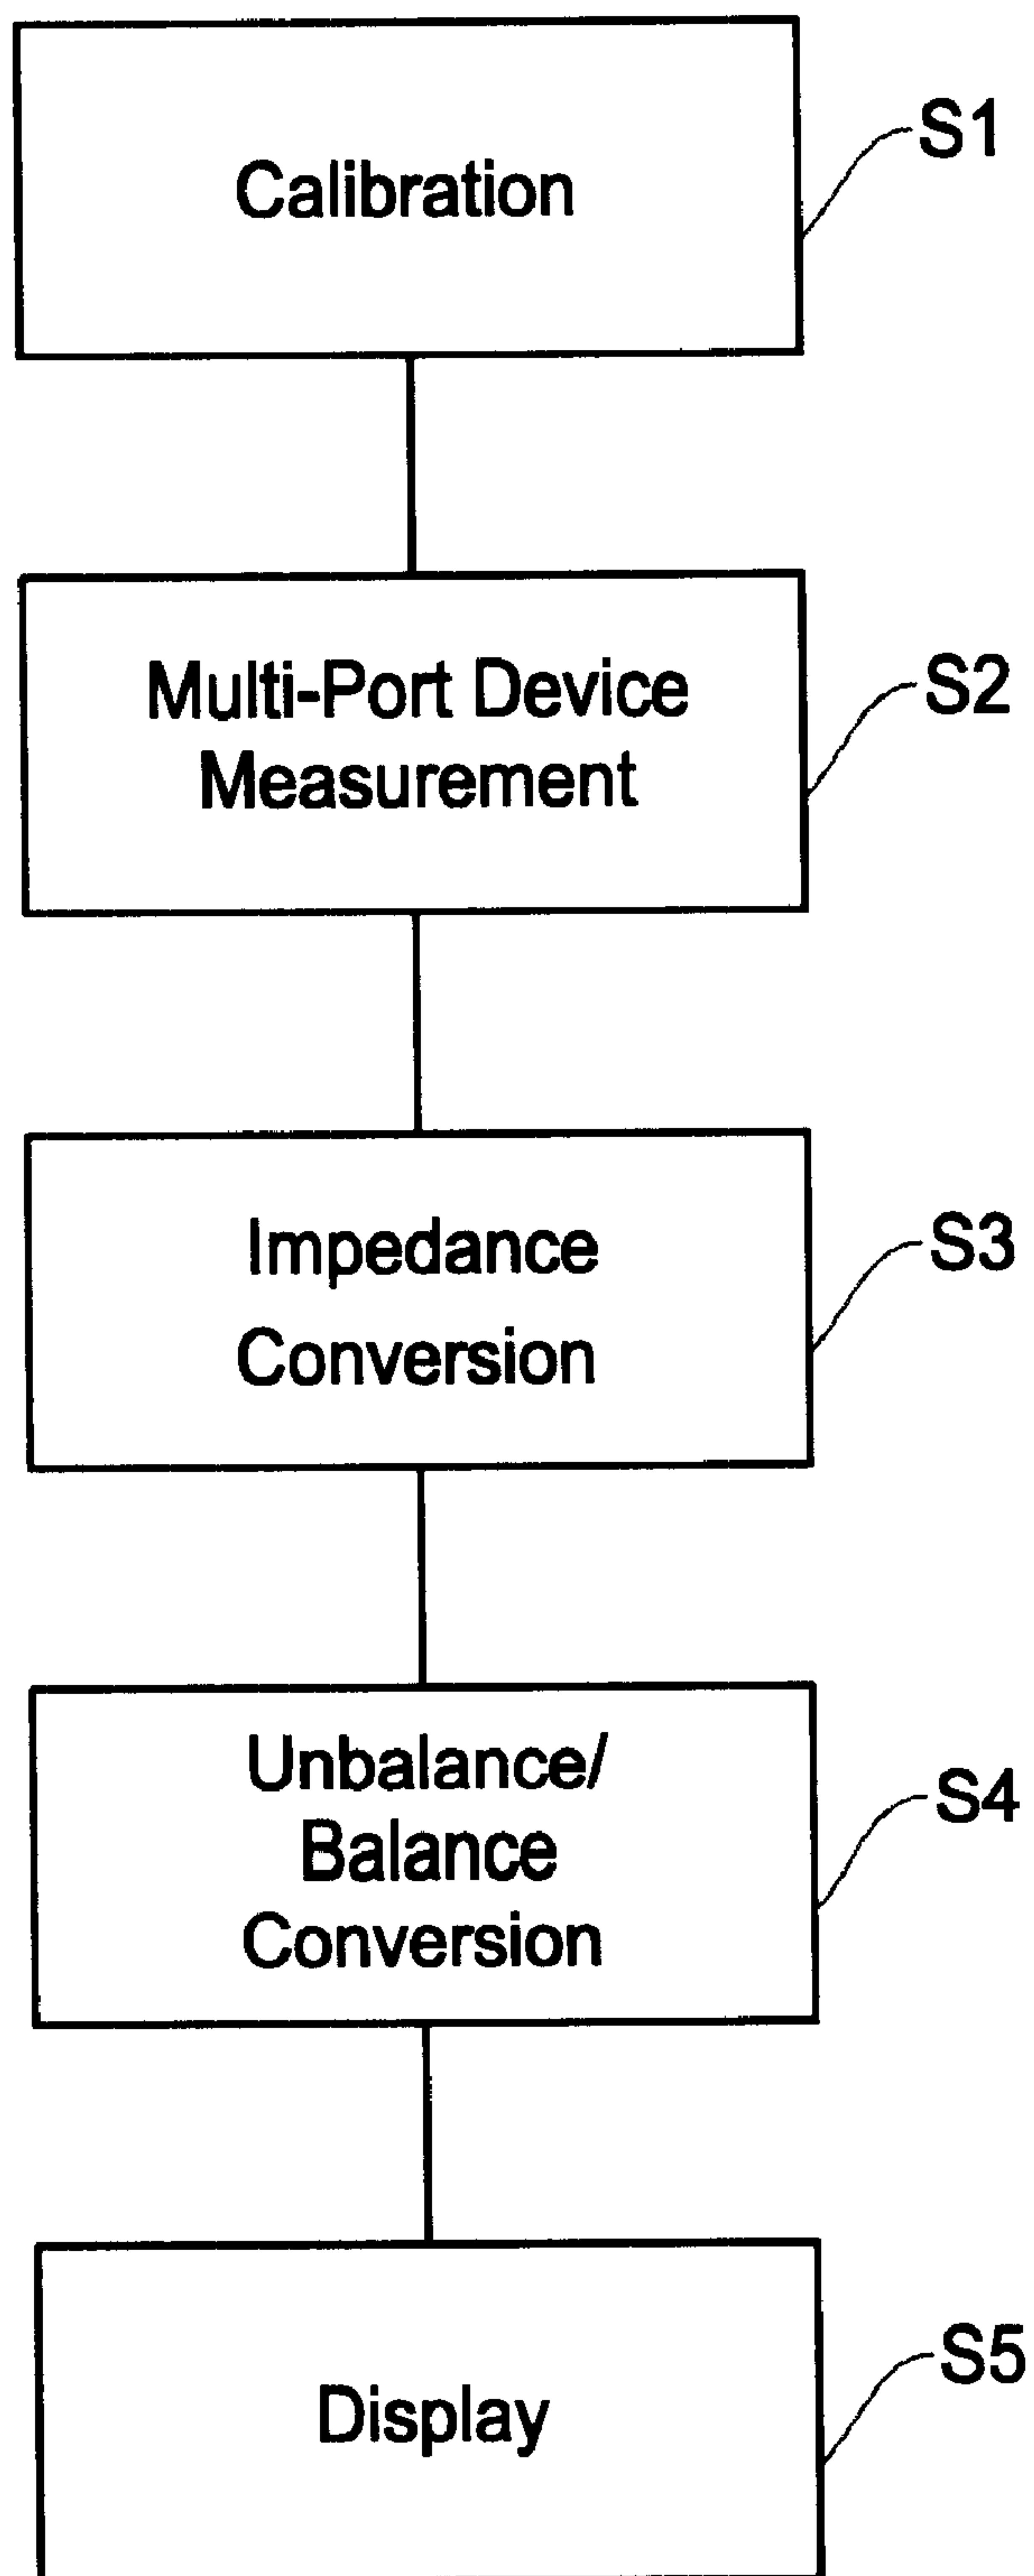 Calibration
S1
Multi-Port Device
Measurement
S2
Impedance
Conversion
S3
Unbalance/
Balance
Conversion
S4
Display
S5